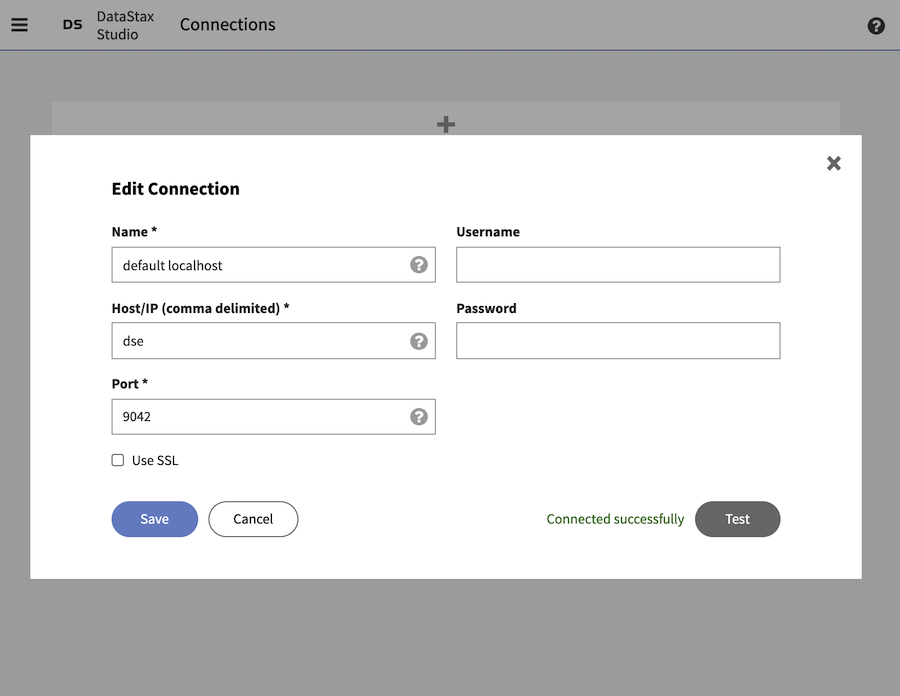 DS DataStax Studio Connections
Edit Connection
Name *
Username
default localhost
Host/IP (comma delimited) *
Password
dse
Port *
9042
Use SSL
Save Cancel Connected successfully Test